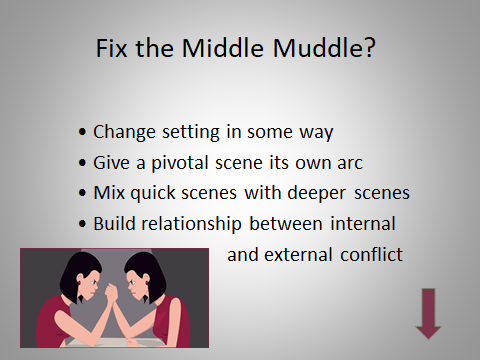 Fix the Middle Muddle?
• Change setting in some way
• Give a pivotal scene its own arc
• Mix quick scenes with deeper scenes
• Build relationship between internal
and external conflict